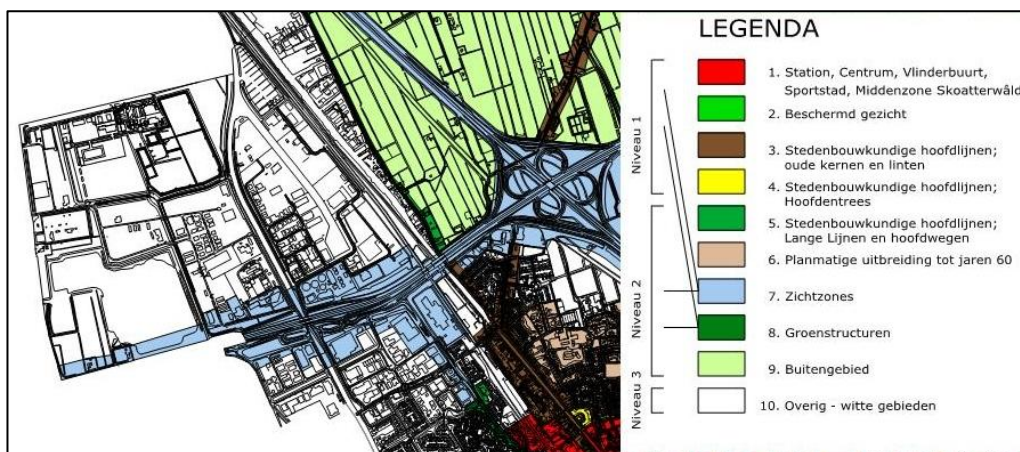 LEGENDA
Niveau 1
1. Station, Centrum, Vlinderbuurt,
Sportstad, Middenzone Skoatterwâld
2. Beschermd gezicht
3. Stedenbouwkundige hoofdlijnen;
oude kernen en linten
4. Stedenbouwkundige hoofdlijnen;
Hoofdentrees
Niveau 2
5. Stedenbouwkundige hoofdlijnen;
Lange Lijnen en hoofdwegen
6. Planmatige uitbreiding tot jaren 60
7. Zichtzones
8. Groenstructuren
9. Buitengebied
Niveau 3
10. Overig - witte gebieden